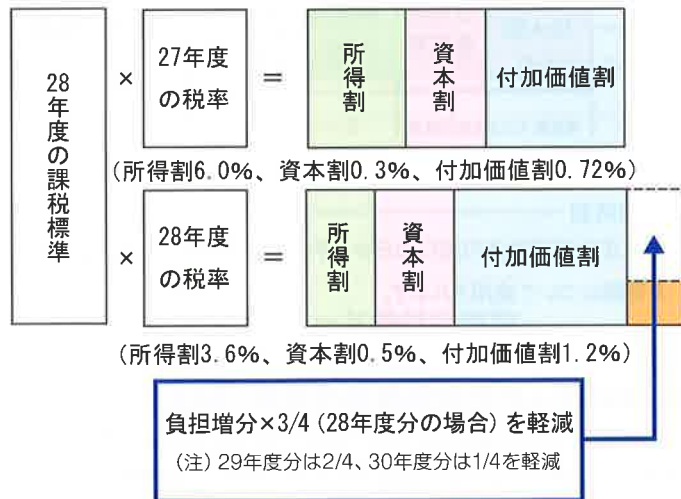 28年度の課税標準
×
27年度
の税率
=
所得割
資本割
付加価値割
(所得割6.0%、資本割0.3%、付加価値割0.72%)
×
28年度
の税率
=
所得割
資本割
付加価値割
(所得割3.6%、資本割0.5%、付加価値割1.2%)
負担増分×3/4 (28年度分の場合) を軽減
(注) 29年度分は2/4、30年度分は1/4を軽減